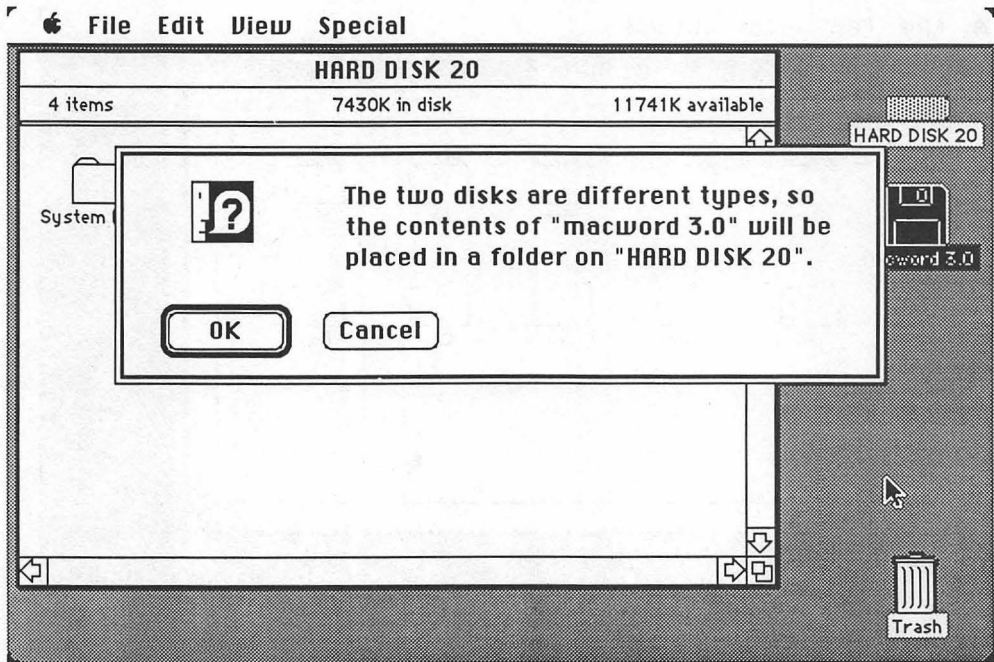 File Edit View Special
HARD DISK 20
4 items 7430K in disk 11741K available
HARD DISK 20
System
The two disks are different types, so
the contents of "macword 3.0" will be
placed in a folder on "HARD DISK 20".
?
OK Cancel
3.0
Trash